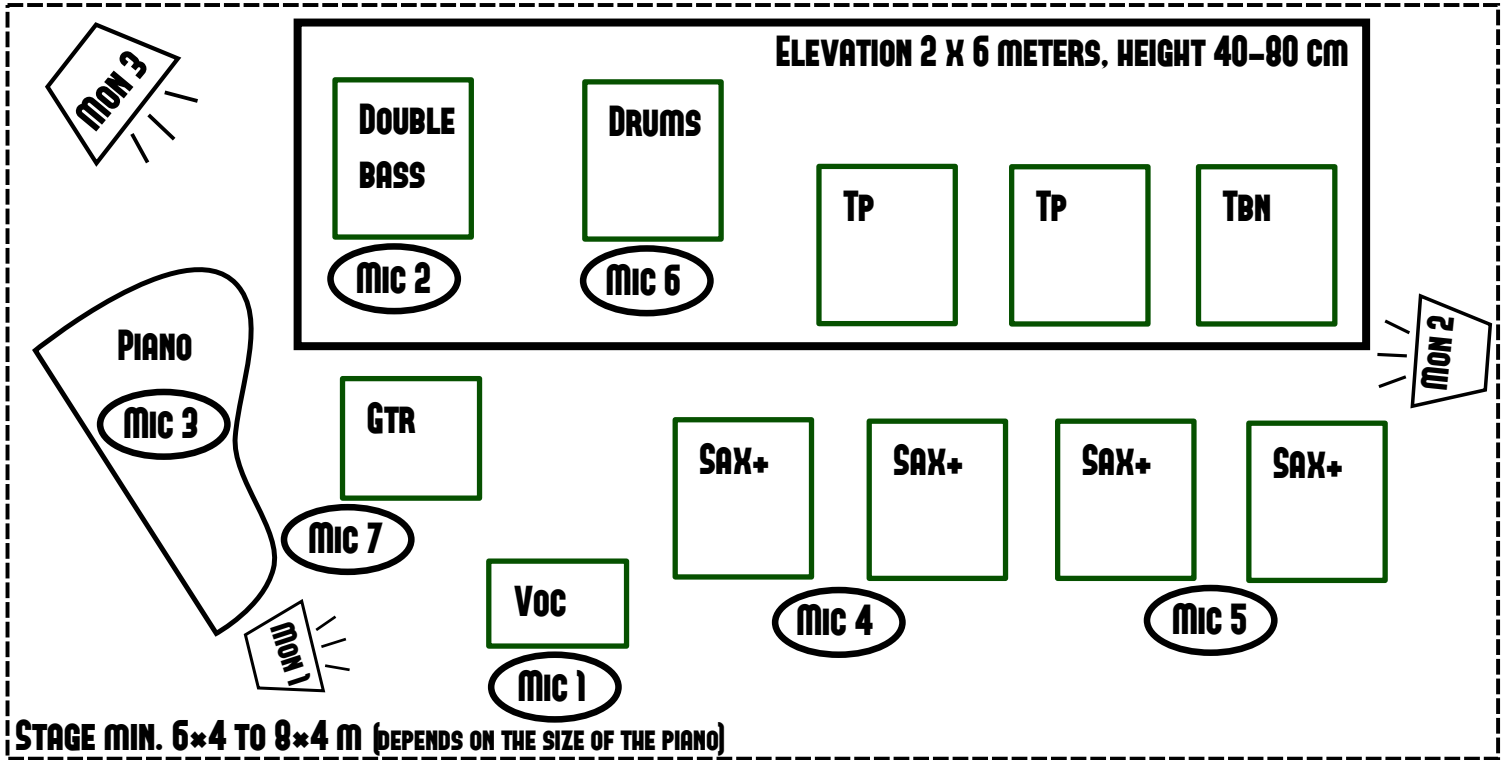 Mon 3
Elevation 2 x 6 meters, height 40-80 cm
Double
bass
Drums
Tp
Tp
Tbn
Mic 2
Mic 6
Mon 2
Piano
Mic 3
Gtr
Sax+
Sax+
Sax+
Sax+
Mic 7
Voc
Mic 4
Mic 5
Mon 1
Mic 1
Stage min. 6×4 to 8×4 m (depends on the size of the piano)